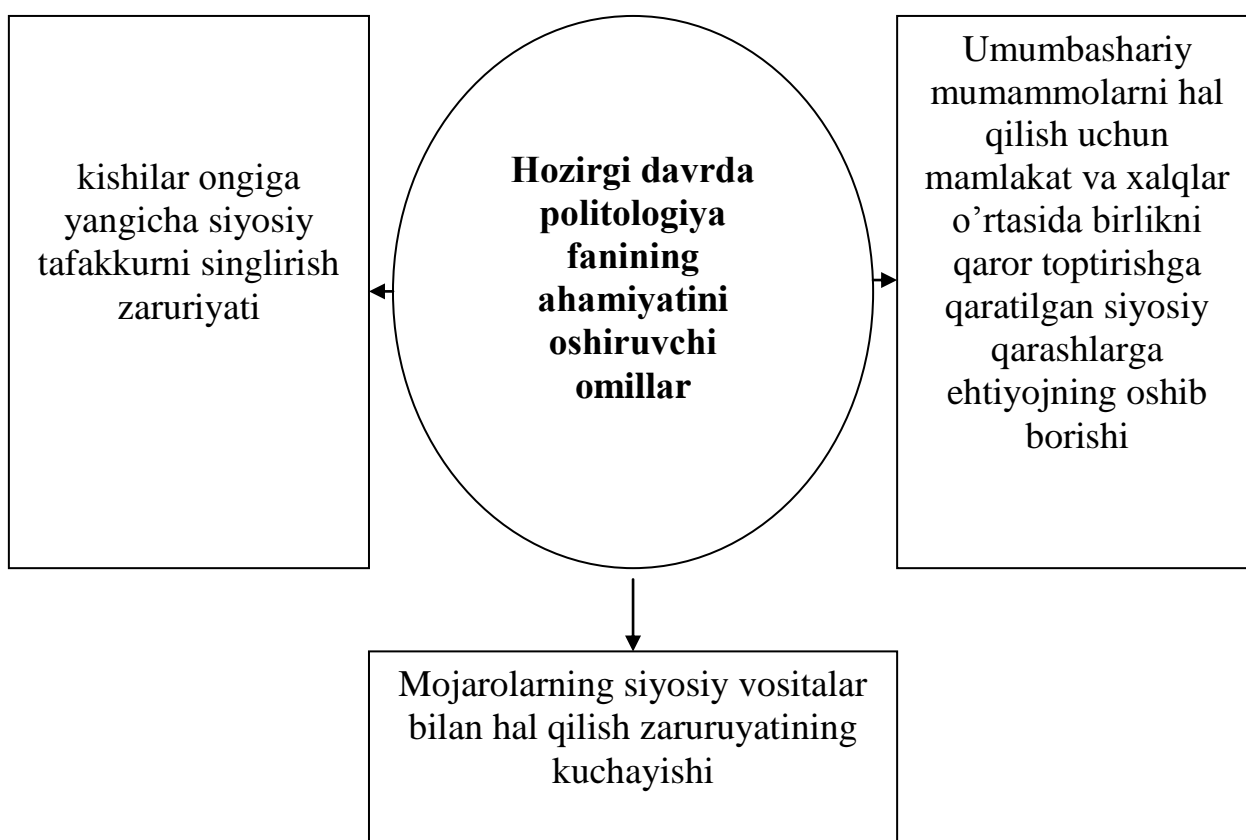 kishilar ongiga
yangicha siyosiy
tafakkurni singlirish
zaruriyati
Hozirgi davrda
politologiya
fanining
ahamiyatini
oshiruvchi
omillar
Umumbashariy
mumammolarni hal
qilish uchun
mamlakat va xalqlar
o’rtasida birlikni
qaror toptirishga
qaratilgan siyosiy
qarashlarga
ehtiyojning oshib
borishi
Mojarolarning siyosiy vositalar
bilan hal qilish zaruruyatining
kuchayishi